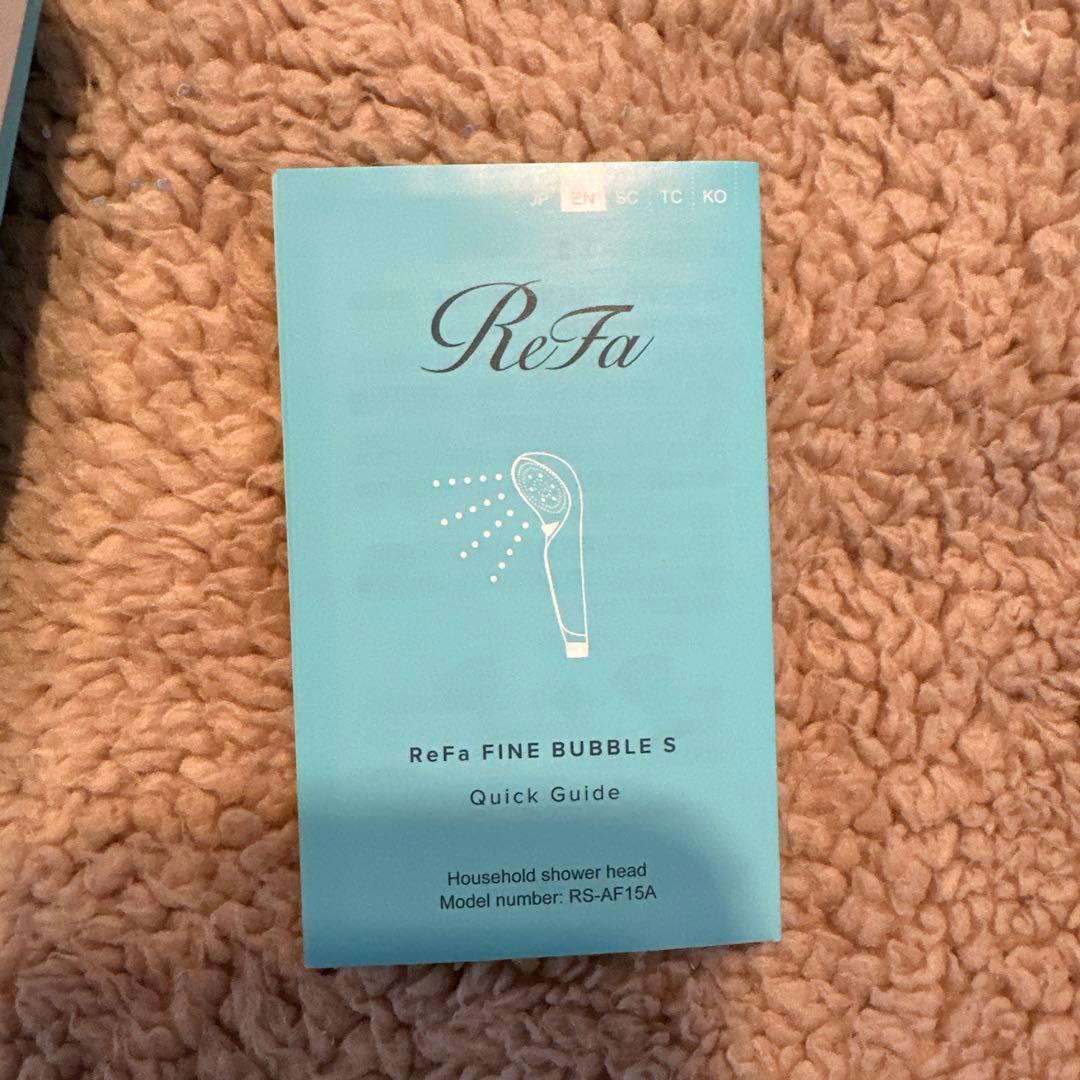 JP EN SC TC KO
ReFa
ReFa FINE BUBBLE S
Quick Guide
Household shower head
Model number: RS-AF15A